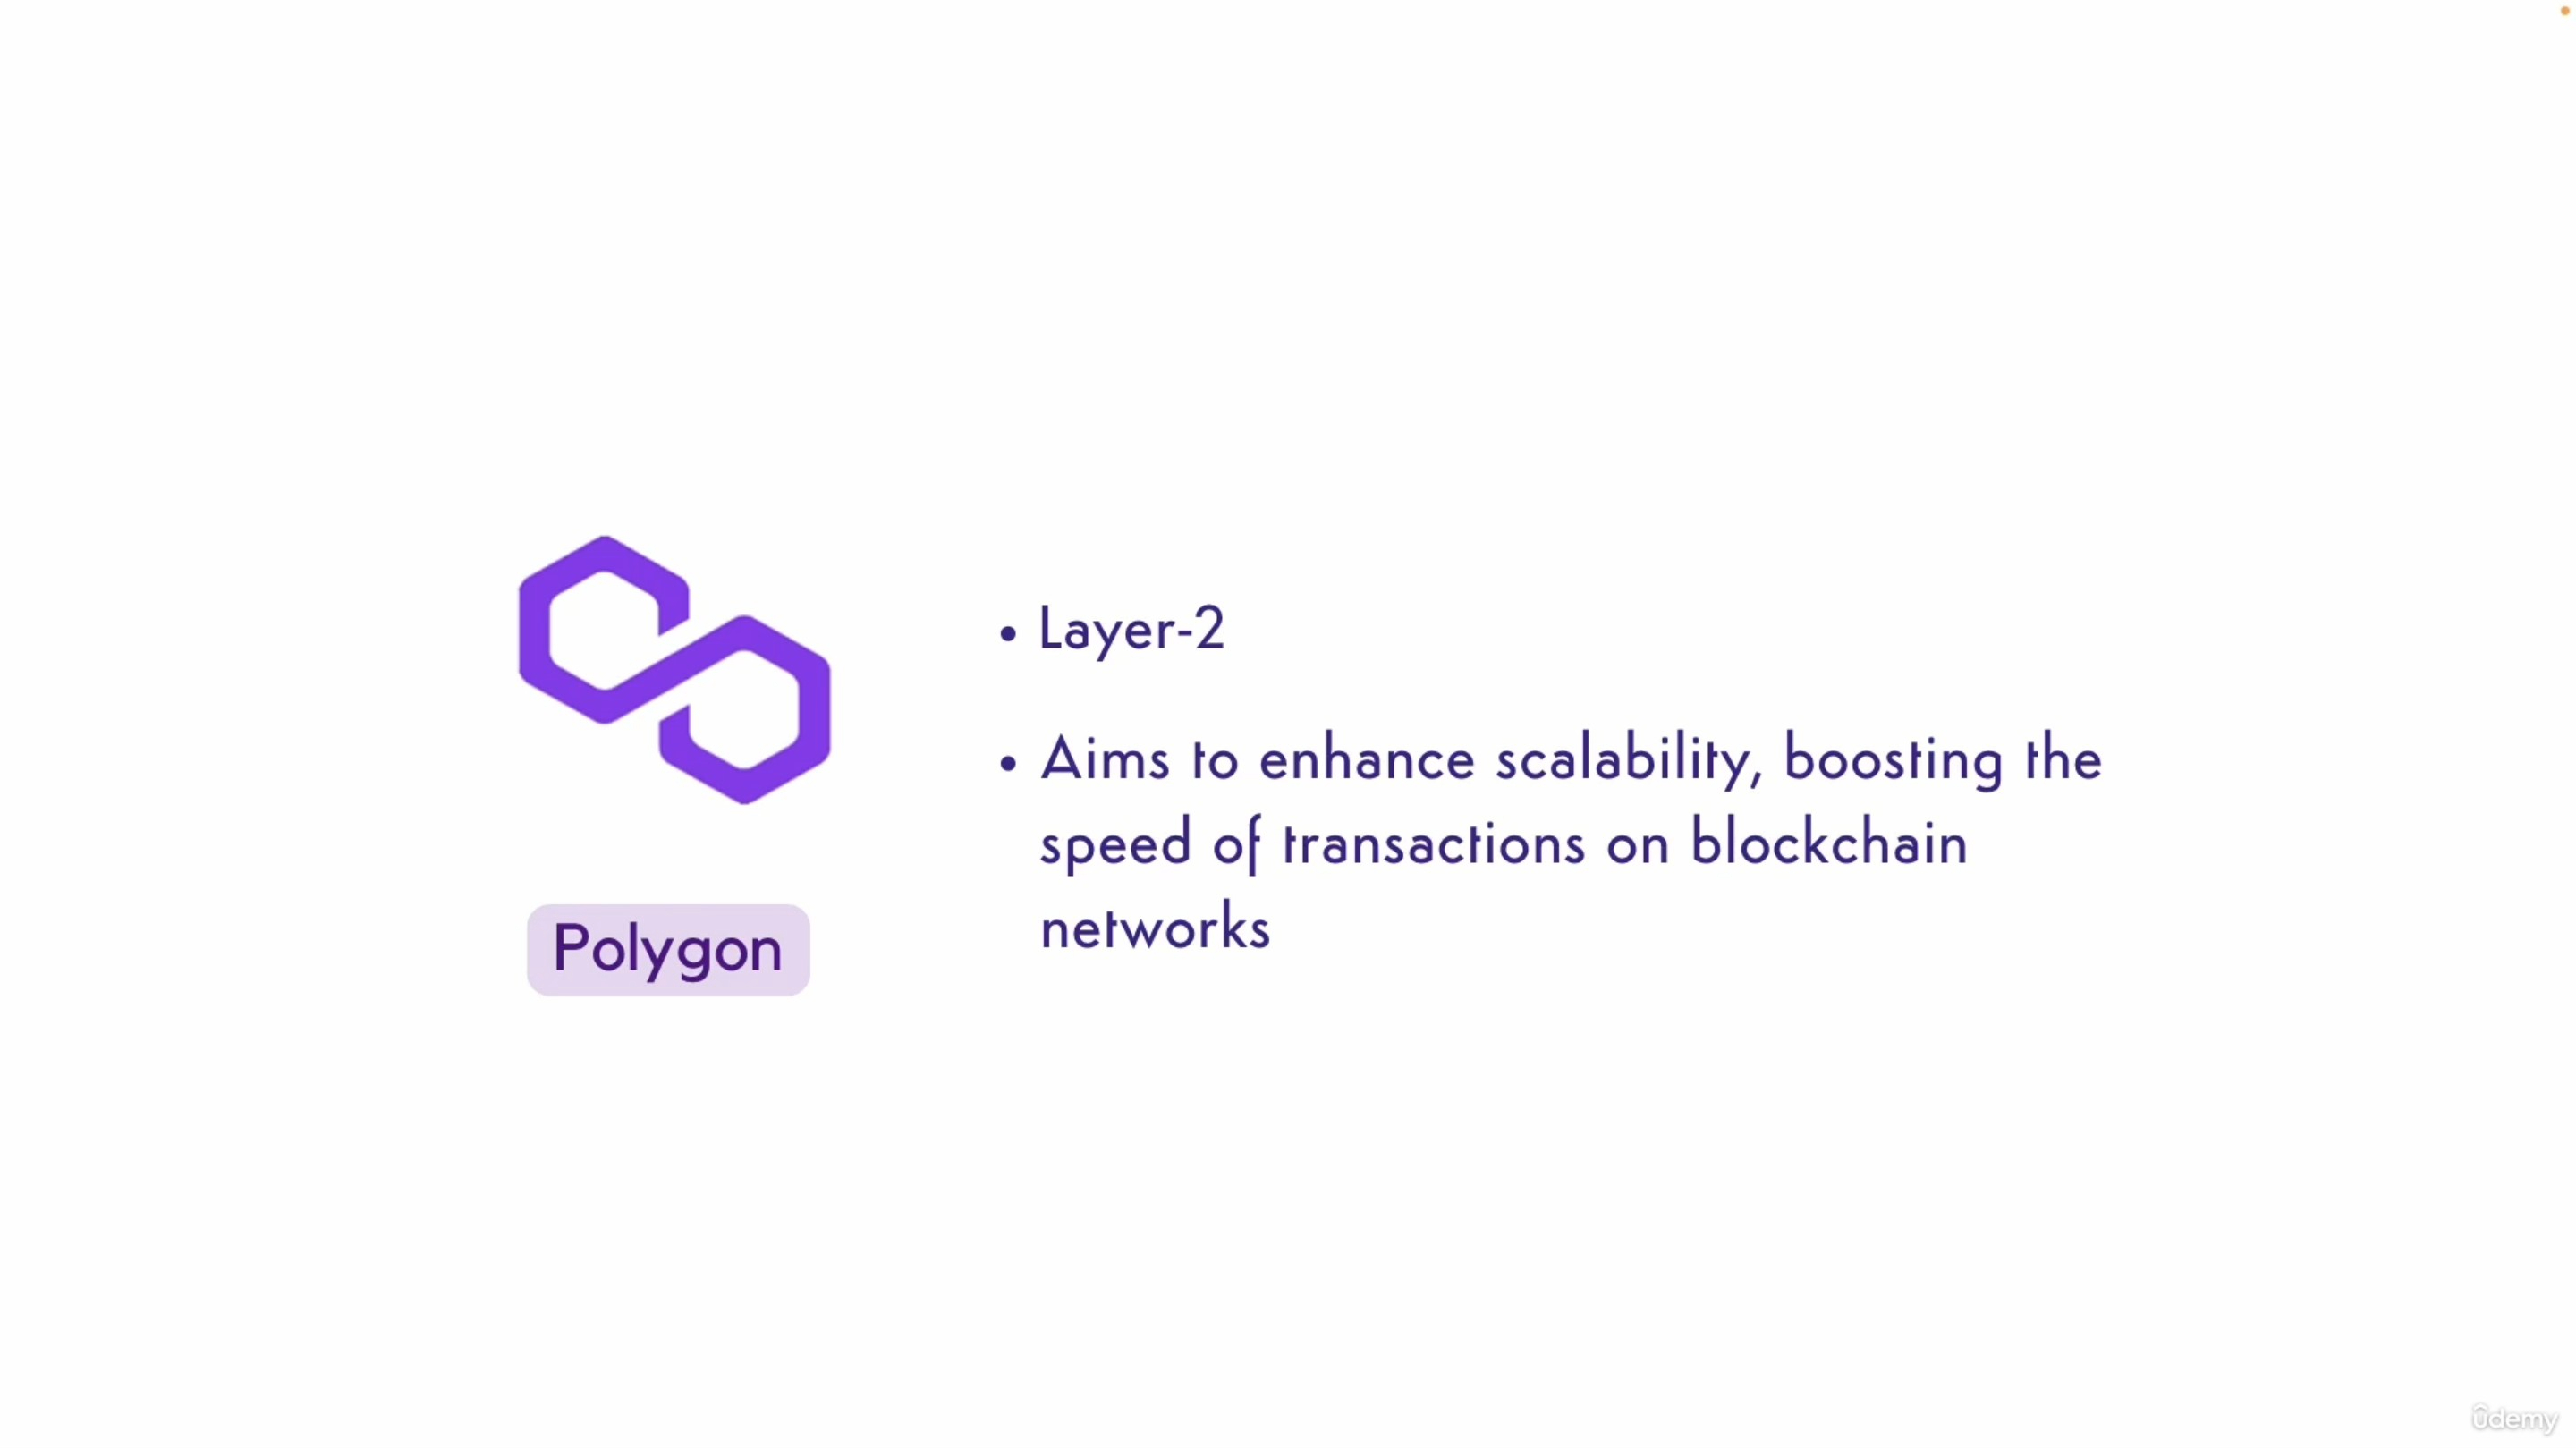 • Layer-2
• Aims to enhance scalability, boosting the
speed of transactions on blockchain
networks
Polygon
udemy